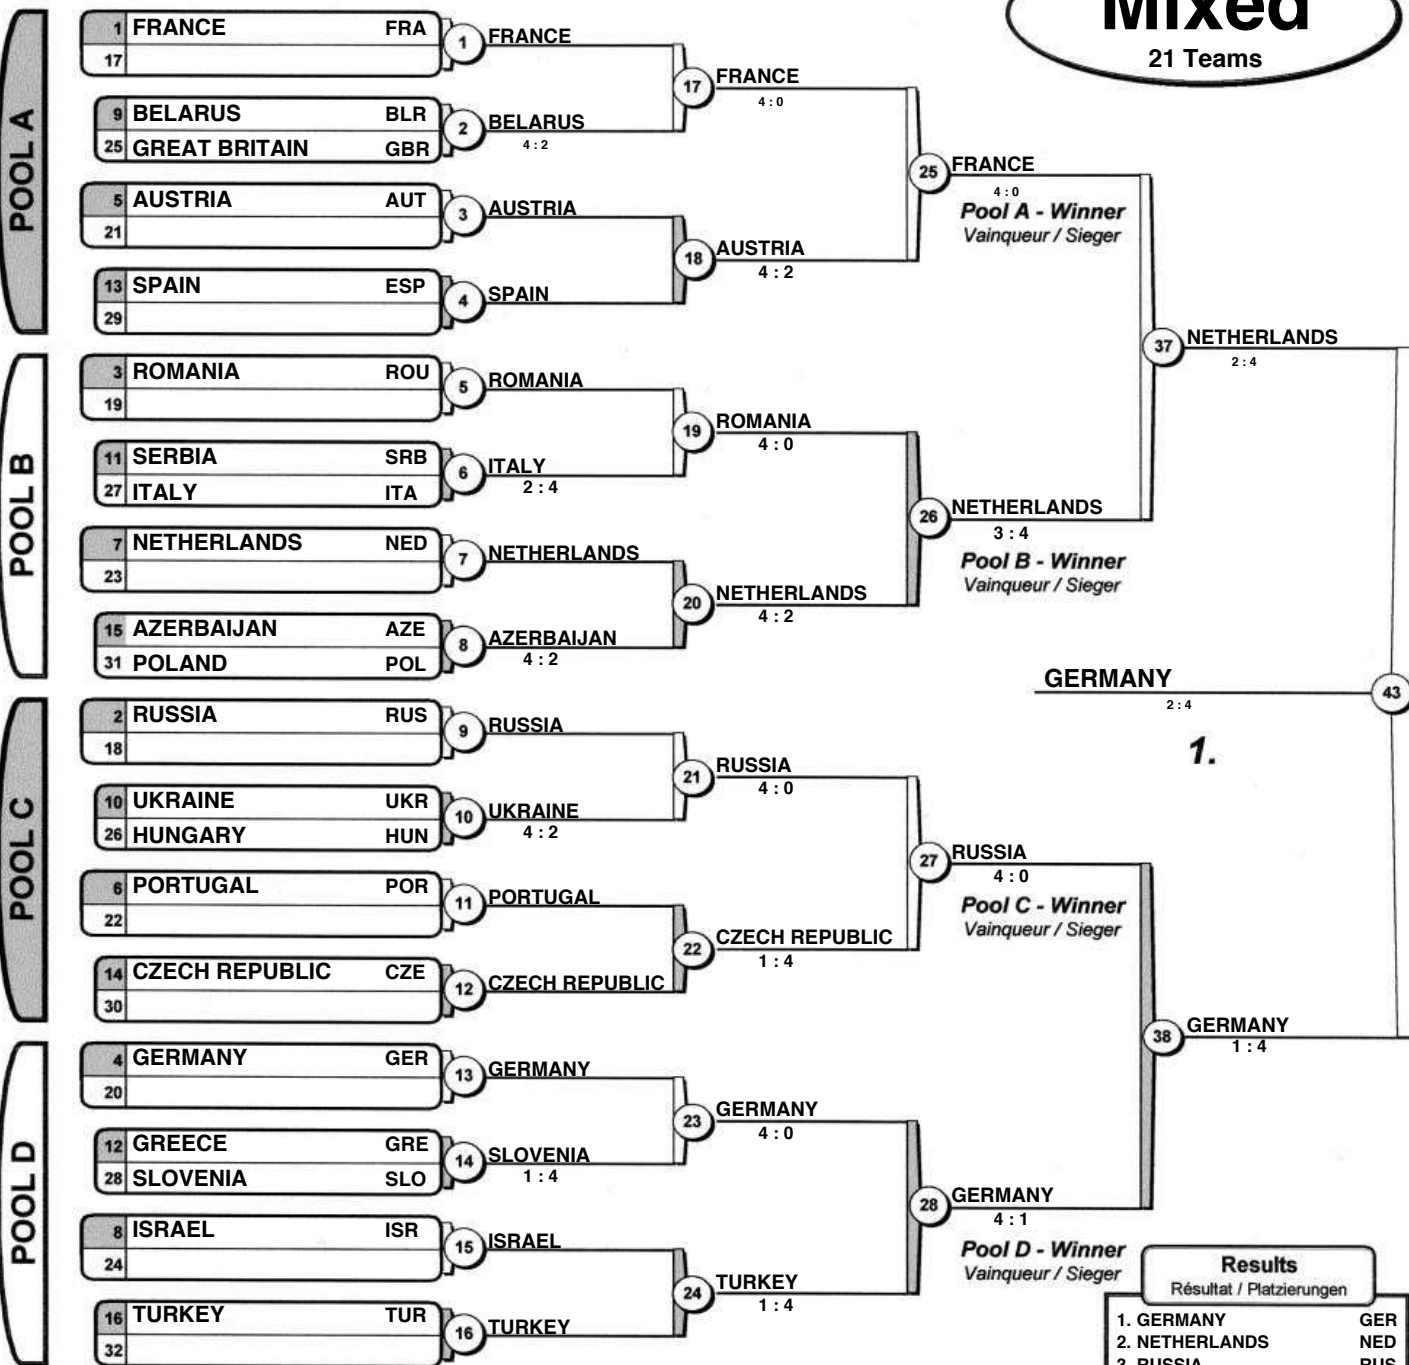 Mixed
21 Teams
POOL A
1 FRANCE FRA
17
1 FRANCE
9 BELARUS BLR
25 GREAT BRITAIN GBR
2 BELARUS
4 : 2
17 FRANCE
4 : 0
5 AUSTRIA AUT
21
3 AUSTRIA
13 SPAIN ESP
29
4 SPAIN
18 AUSTRIA
4 : 2
25 FRANCE
4 : 0
Pool A - Winner
Vainqueur / Sieger
POOL B
3 ROMANIA ROU
19
5 ROMANIA
11 SERBIA SRB
27 ITALY ITA
6 ITALY
2 : 4
19 ROMANIA
4 : 0
7 NETHERLANDS NED
23
7 NETHERLANDS
15 AZERBAIJAN AZE
31 POLAND POL
8 AZERBAIJAN
4 : 2
20 NETHERLANDS
4 : 2
26 NETHERLANDS
3 : 4
Pool B - Winner
Vainqueur / Sieger
37 NETHERLANDS
2 : 4
GERMANY 43
2 : 4
1.
POOL C
2 RUSSIA RUS
18
9 RUSSIA
10 UKRAINE UKR
26 HUNGARY HUN
10 UKRAINE
4 : 2
21 RUSSIA
4 : 0
6 PORTUGAL POR
22
11 PORTUGAL
14 CZECH REPUBLIC CZE
30
12 CZECH REPUBLIC
22 CZECH REPUBLIC
1 : 4
27 RUSSIA
4 : 0
Pool C - Winner
Vainqueur / Sieger
POOL D
4 GERMANY GER
20
13 GERMANY
12 GREECE GRE
28 SLOVENIA SLO
14 SLOVENIA
1 : 4
23 GERMANY
4 : 0
8 ISRAEL ISR
24
15 ISRAEL
16 TURKEY TUR
32
16 TURKEY
24 TURKEY
1 : 4
28 GERMANY
4 : 1
Pool D - Winner
Vainqueur / Sieger
38 GERMANY
1 : 4
Results
Résultat / Platzierungen
1. GERMANY GER
2. NETHERLANDS NED
3. RUSSIA RUS